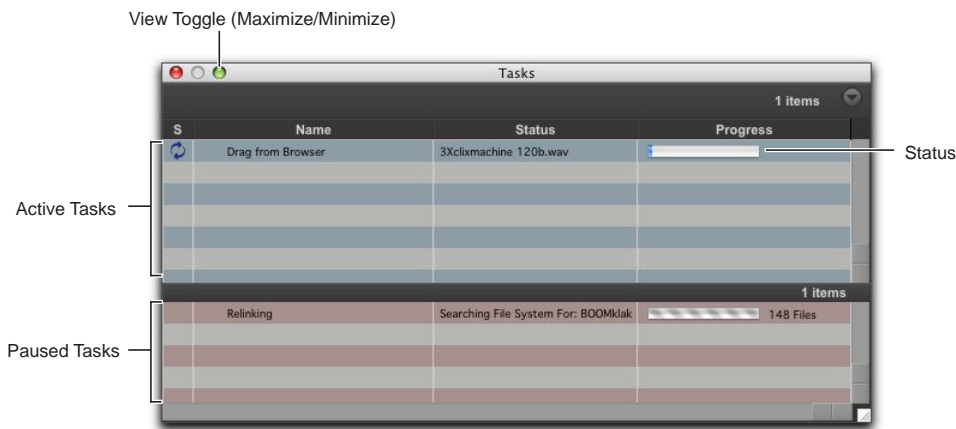 View Toggle (Maximize/Minimize)
Tasks
1 items
S Name Status Progress
Drag from Browser 3Xclixmachine 120b.wav
Status
Active Tasks
1 items
Relinking Searching File System For: BOOMklak 148 Files
Paused Tasks